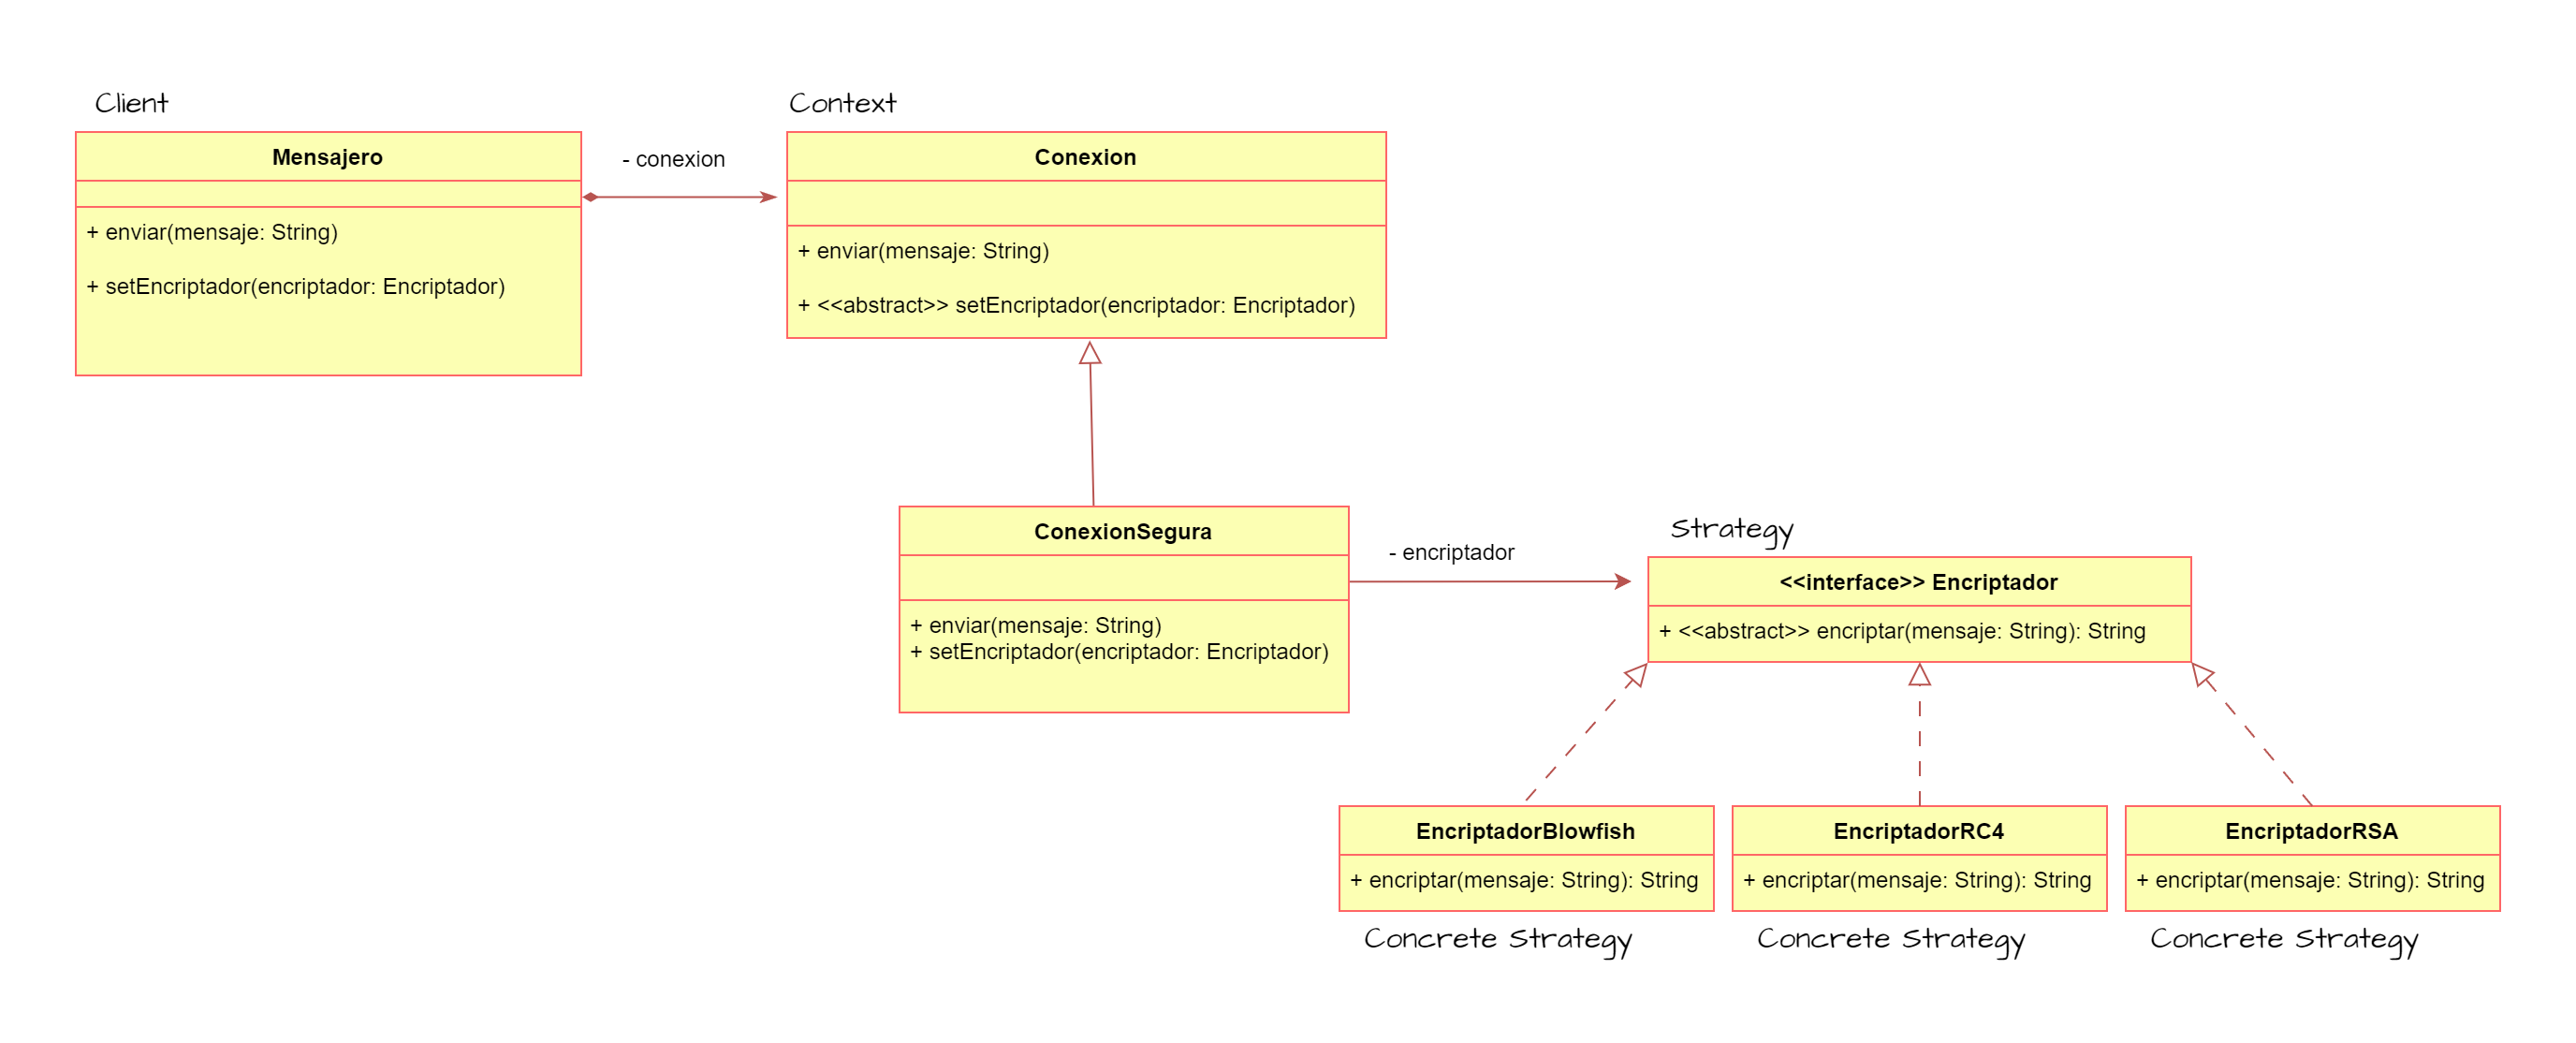 Client
Mensajero
+ enviar(mensaje: String)
+ setEncriptador(encriptador: Encriptador)
- conexion
Context
Conexion
+ enviar(mensaje: String)
+ <<abstract>> setEncriptador(encriptador: Encriptador)
ConexionSegura
+ enviar(mensaje: String)
+ setEncriptador(encriptador: Encriptador)
- encriptador
Strategy
<<interface>> Encriptador
+ <<abstract>> encriptar(mensaje: String): String
EncriptadorBlowfish
+ encriptar(mensaje: String): String
Concrete Strategy
EncriptadorRC4
+ encriptar(mensaje: String): String
Concrete Strategy
EncriptadorRSA
+ encriptar(mensaje: String): String
Concrete Strategy